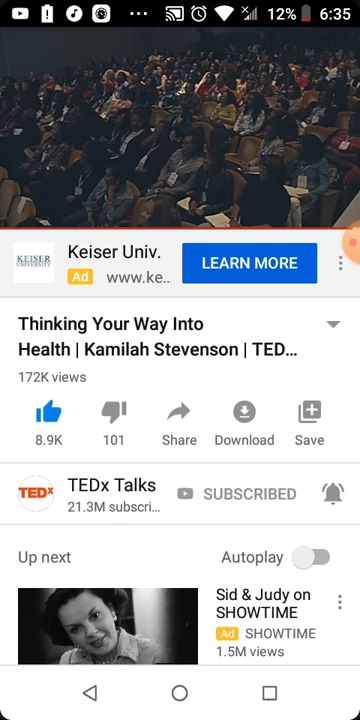 12% 6:35
KEISER
UNIVERSITY
Keiser Univ.
Ad www.ke...
LEARN MORE
Thinking Your Way Into
Health | Kamilah Stevenson | TED...
172K views
8.9K 101 Share Download Save
TEDx
TEDx Talks
21.3M subscri...
SUBSCRIBED
Up next Autoplay
Sid & Judy on
SHOWTIME
Ad SHOWTIME
1.5M views